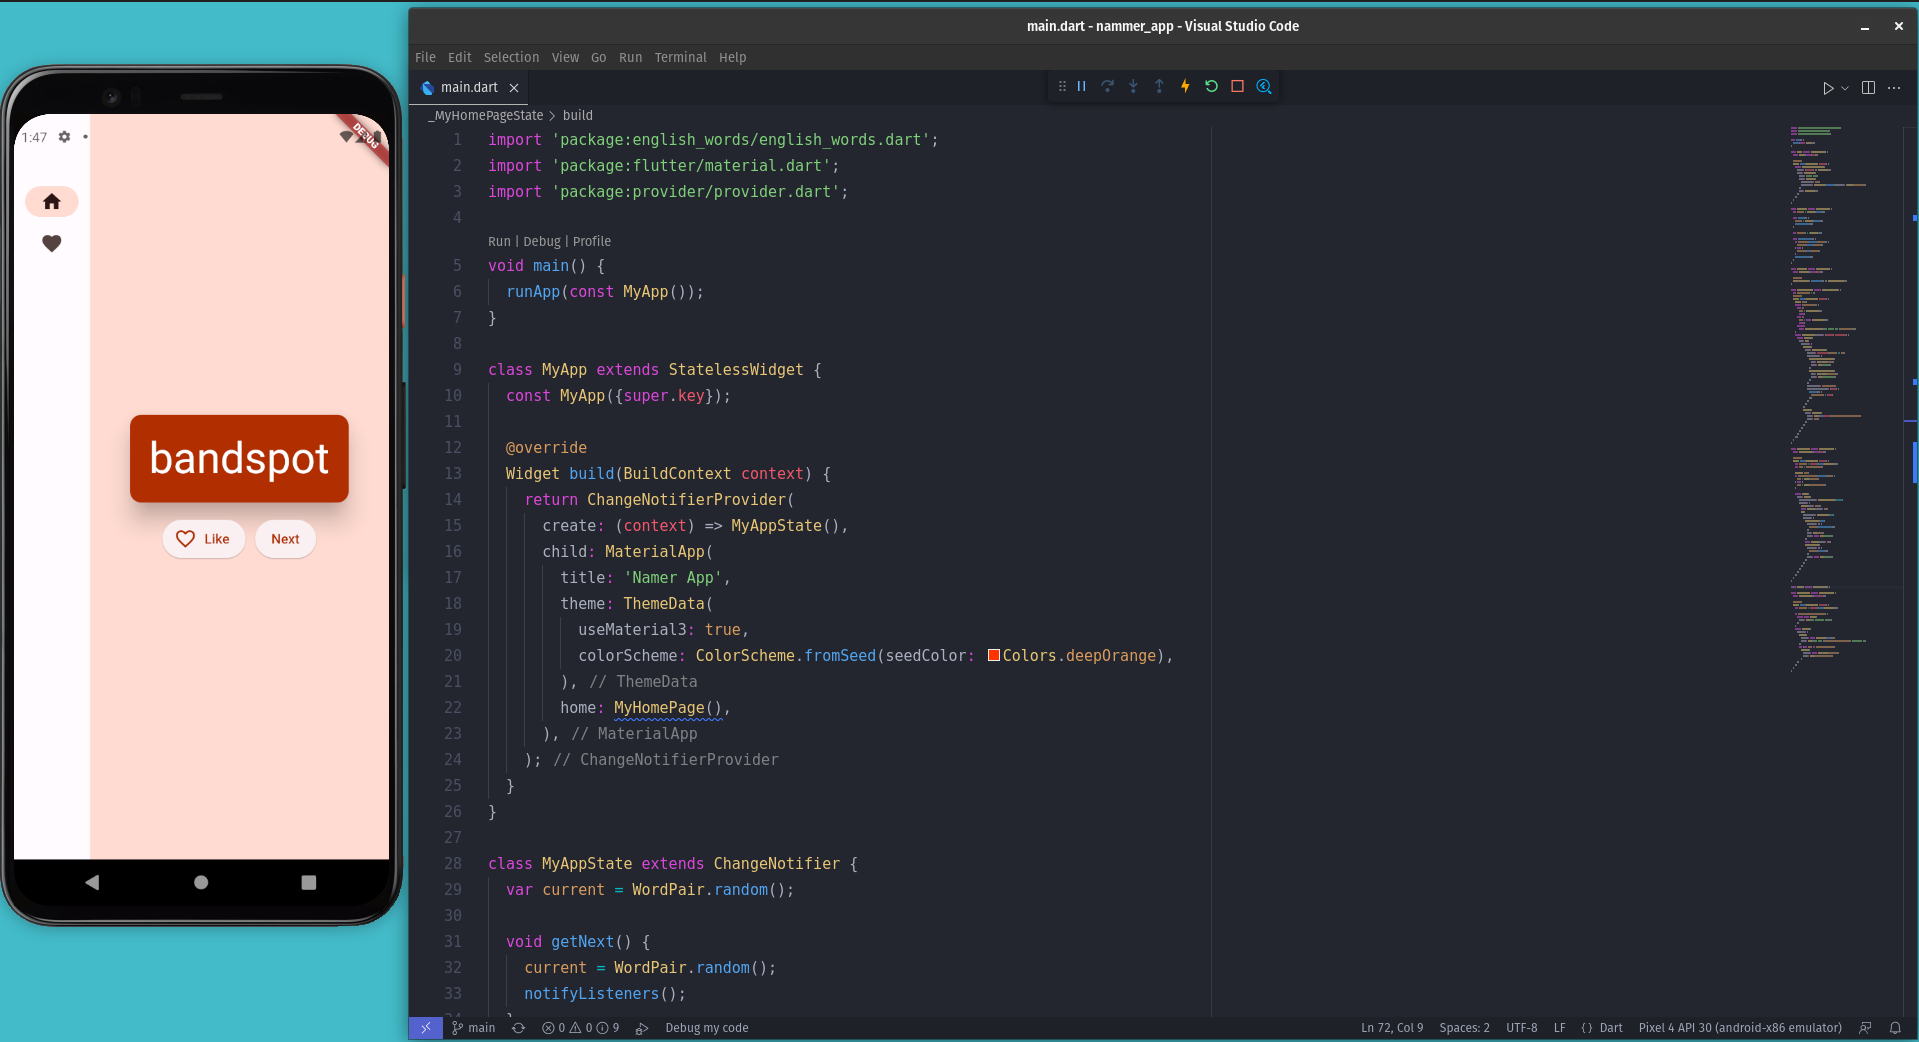 1:47
DEBUG
bandspot
Like
Next
main.dart - nammer_app - Visual Studio Code
File Edit Selection View Go Run Terminal Help
main.dart
_MyHomePageState > build
1 import 'package:english_words/english_words.dart';
2 import 'package:flutter/material.dart';
3 import 'package:provider/provider.dart';
4
Run | Debug | Profile
5 void main() {
6 runApp(const MyApp());
7 }
8
9 class MyApp extends StatelessWidget {
10 const MyApp({super.key});
11
12 @override
13 Widget build(BuildContext context) {
14 return ChangeNotifierProvider(
15 create: (context) => MyAppState(),
16 child: MaterialApp(
17 title: 'Namer App',
18 theme: ThemeData(
19 useMaterial3: true,
20 colorScheme: ColorScheme.fromSeed(seedColor: Colors.deepOrange),
21 ), // ThemeData
22 home: MyHomePage(),
23 ), // MaterialApp
24 ); // ChangeNotifierProvider
25 }
26 }
27
28 class MyAppState extends ChangeNotifier {
29 var current = WordPair.random();
30
31 void getNext() {
32 current = WordPair.random();
33 notifyListeners();
main 0 0 9 Debug my code Ln 72, Col 9 Spaces: 2 UTF-8 LF {} Dart Pixel 4 API 30 (android-x86 emulator)